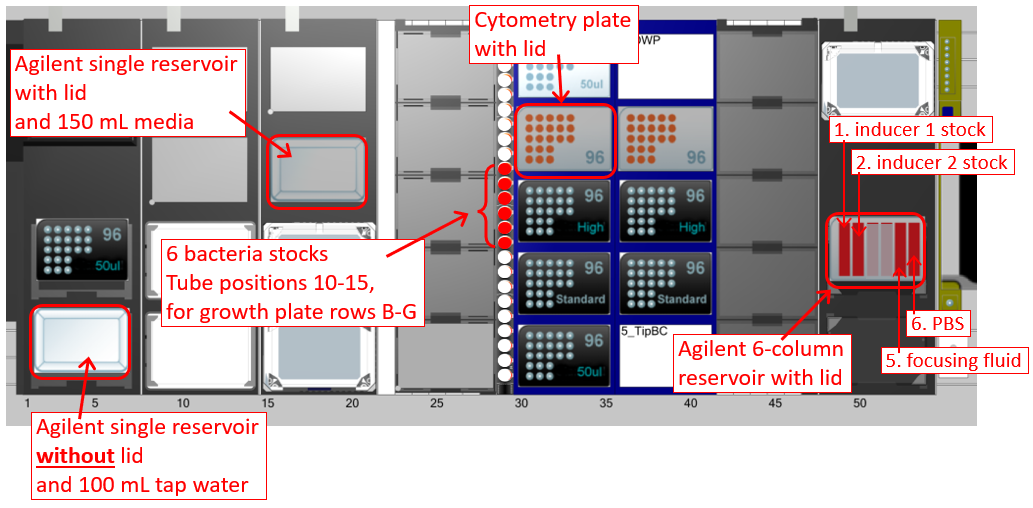 Cytometry plate
with lid
DWP
Agilent single reservoir
with lid
and 150 mL media
50ul
96
96
1. inducer 1 stock
2. inducer 2 stock
96
50ul
96
High
96
High
6 bacteria stocks
Tube positions 10-15,
for growth plate rows B-G
96
Standard
96
Standard
6. PBS
5_TipBC
96
50ul
Agilent 6-column
reservoir with lid
5. focusing fluid
1 5 10 15 20 25 30 35 40 45 50
Agilent single reservoir
without lid
and 100 mL tap water